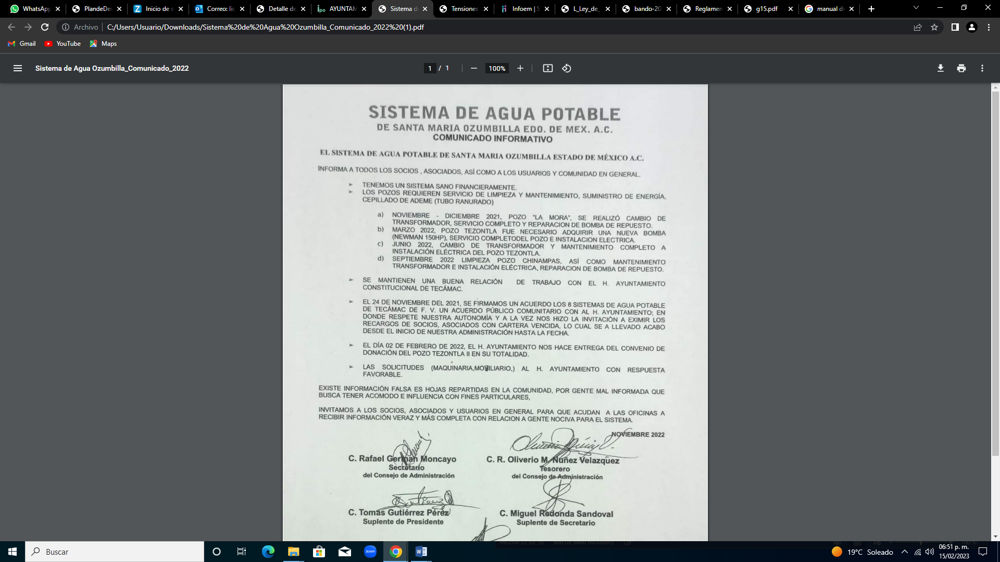 WhatsApp
PlandeDes
Inicio de s
Correo: lic
Detalle de
ipo AYUNTAM
Sistema d
Tensiones
Infoem | S
L_Ley_de_
bando-20
Reglamen
g15.pdf
manual de
Archivo C:/Users/Usuario/Downloads/Sistema%20de%20Agua%20Ozumbilla_Comunicado_2022%20(1).pdf
Gmail YouTube Maps
Sistema de Agua Ozumbilla_Comunicado_2022
1 / 1
100%
SISTEMA DE AGUA POTABLE
DE SANTA MARIA OZUMBILLA EDO. DE MEX. A.C.
COMUNICADO INFORMATIVO
EL SISTEMA DE AGUA POTABLE DE SANTA MARIA OZUMBILLA ESTADO DE MÉXICO A.C.
INFORMA A TODOS LOS SOCIOS , ASOCIADOS, ASÍ COMO A LOS USUARIOS Y COMUNIDAD EN GENERAL.
➢ TENEMOS UN SISTEMA SANO FINANCIERAMENTE.
➢ LOS POZOS REQUIEREN SERVICIO DE LIMPIEZA Y MANTENIMIENTO, SUMINISTRO DE ENERGÍA,
CEPILLADO DE ADEME (TUBO RANURADO)
a) NOVIEMBRE - DICIEMBRE 2021, POZO "LA MORA", SE REALIZÓ CAMBIO DE
TRANSFORMADOR, SERVICIO COMPLETO Y REPARACION DE BOMBA DE REPUESTO.
b) MARZO 2022, POZO TEZONTLA FUE NECESARIO ADQUIRIR UNA NUEVA BOMBA
(NEWMAN 150HP), SERVICIO COMPLETODEL POZO E INSTALACION ELECTRICA.
c) JUNIO 2022, CAMBIO DE TRANSFORMADOR Y MANTENIMIENTO COMPLETO A
INSTALACIÓN ELÉCTRICA DEL POZO TEZONTLA.
d) SEPTIEMBRE 2022 LIMPIEZA POZO CHINAMPAS, ASÍ COMO MANTENIMIENTO
TRANSFORMADOR E INSTALACIÓN ELÉCTRICA, REPARACION DE BOMBA DE REPUESTO.
➢ SE MANTIENEN UNA BUENA RELACIÓN DE TRABAJO CON EL H. AYUNTAMIENTO
CONSTITUCIONAL DE TECÁMAC.
➢ EL 24 DE NOVIEMBRE DEL 2021, SE FIRMAMOS UN ACUERDO LOS 8 SISTEMAS DE AGUA POTABLE
DE TECÁMAC DE F. V. UN ACUERDO PÚBLICO COMUNITARIO CON AL H. AYUNTAMIENTO; EN
DONDE RESPETE NUESTRA AUTONOMÍA Y A LA VEZ NOS HIZO LA INVITACIÓN A EXIMIR LOS
RECARGOS DE SOCIOS, ASOCIADOS CON CARTERA VENCIDA, LO CUAL SE A LLEVADO ACABO
DESDE EL INICIO DE NUESTRA ADMINISTRACIÓN HASTA LA FECHA.
➢ EL DÍA 02 DE FEBRERO DE 2022, EL H. AYUNTAMIENTO NOS HACE ENTREGA DEL CONVENIO DE
DONACIÓN DEL POZO TEZONTLA II EN SU TOTALIDAD.
➢ LAS SOLICITUDES (MAQUINARIA,MOVILIARIO,) AL H. AYUNTAMIENTO CON RESPUESTA
FAVORABLE.
EXISTE INFORMACIÓN FALSA ES HOJAS REPARTIDAS EN LA COMUNIDAD, POR GENTE MAL INFORMADA QUE
BUSCA TENER ACOMODO E INFLUENCIA CON FINES PARTICULARES,
INVITAMOS A LOS SOCIOS, ASOCIADOS Y USUARIOS EN GENERAL PARA QUE ACUDAN A LAS OFICINAS A
RECIBIR INFORMACIÓN VERAZ Y MÁS COMPLETA CON RELACION A GENTE NOCIVA PARA EL SISTEMA.
NOVIEMBRE 2022
C. Rafael Germán Moncayo
Secretario
del Consejo de Administración
C. R. Oliverio M. Nuñez Velazquez
Tesorero
del Consejo de Administración
C. Tomas Gutiérrez Pérez
Suplente de Presidente
C. Miguel Redonda Sandoval
Suplente de Secretario
PÁGINA 22 DE 30 606 DE 8480 PALABRAS
100 %
Buscar
zoom
19°C Soleado
06:51 p. m.
15/02/2023